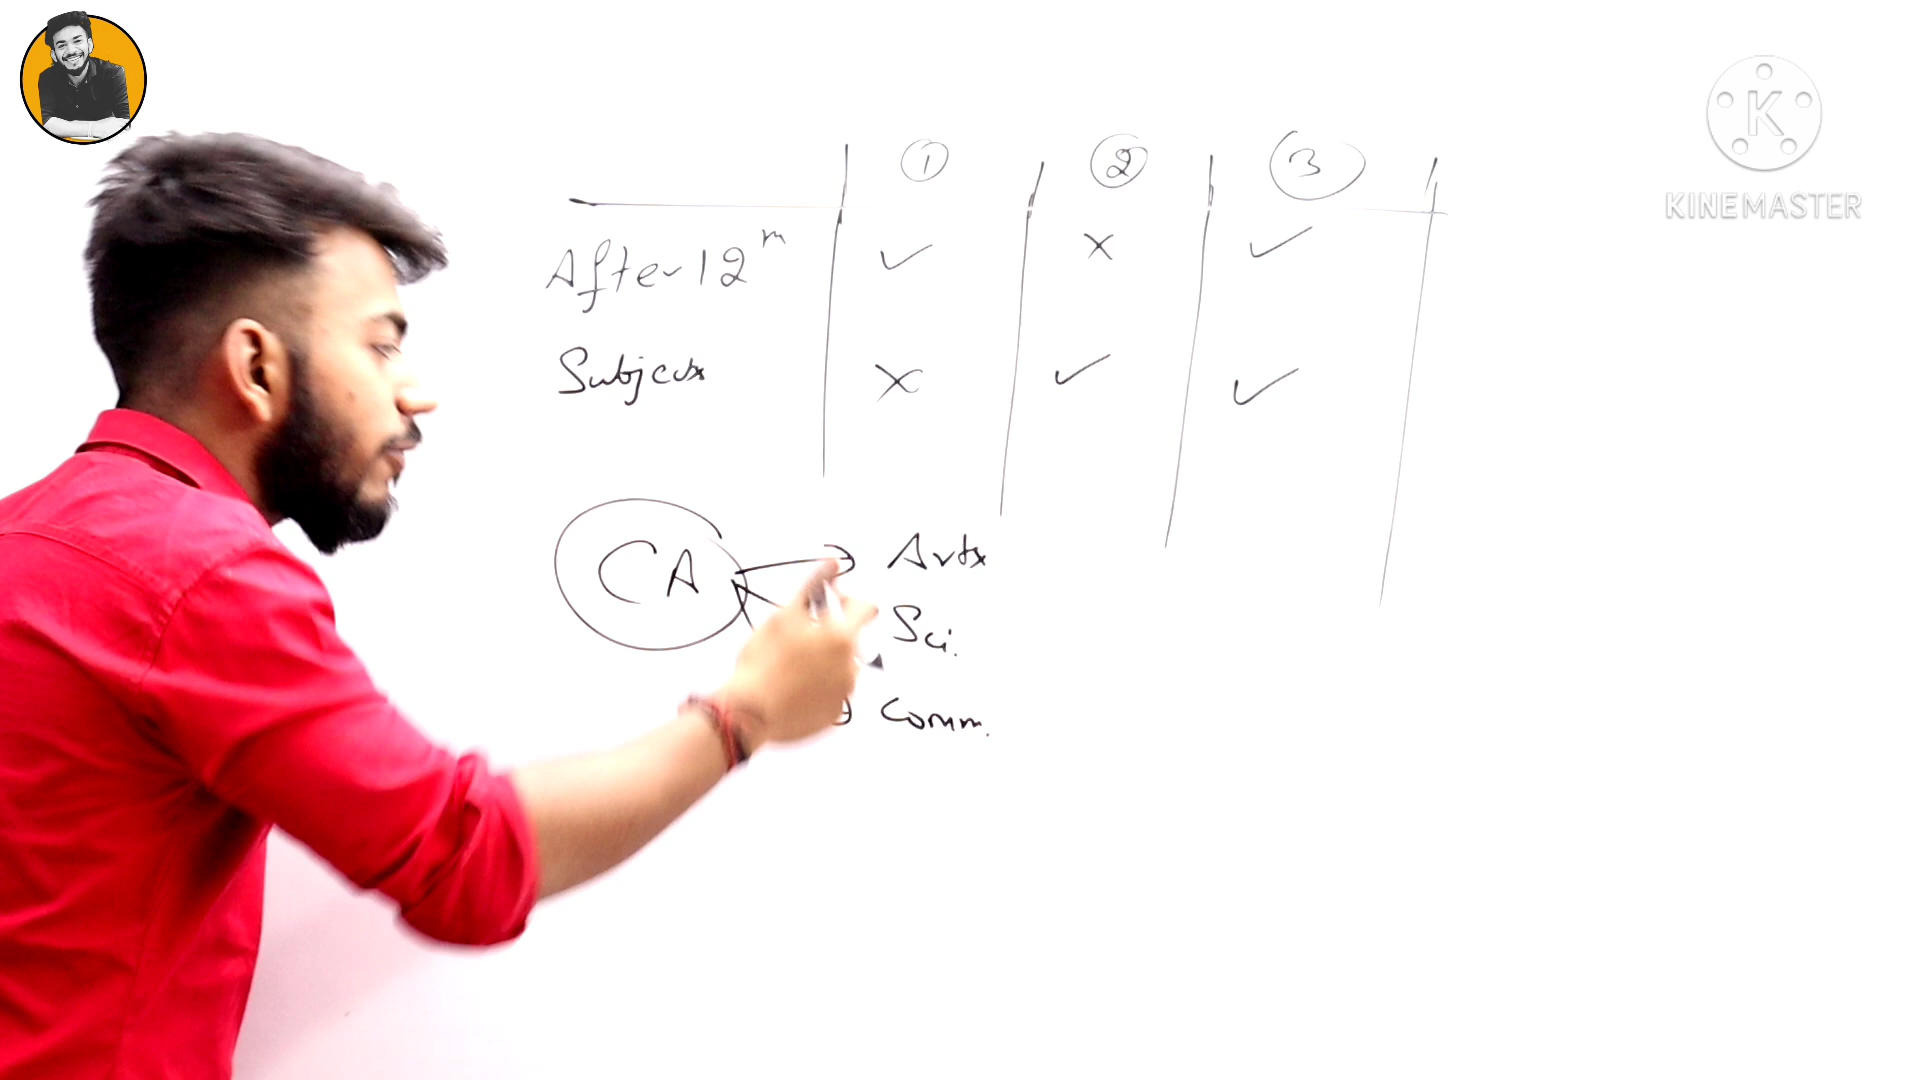 ① ② ③
After 12th ✓ × ✓
Subjects × ✓ ✓
CA
Arts
Sci.
Comm.
K
KINEMASTER